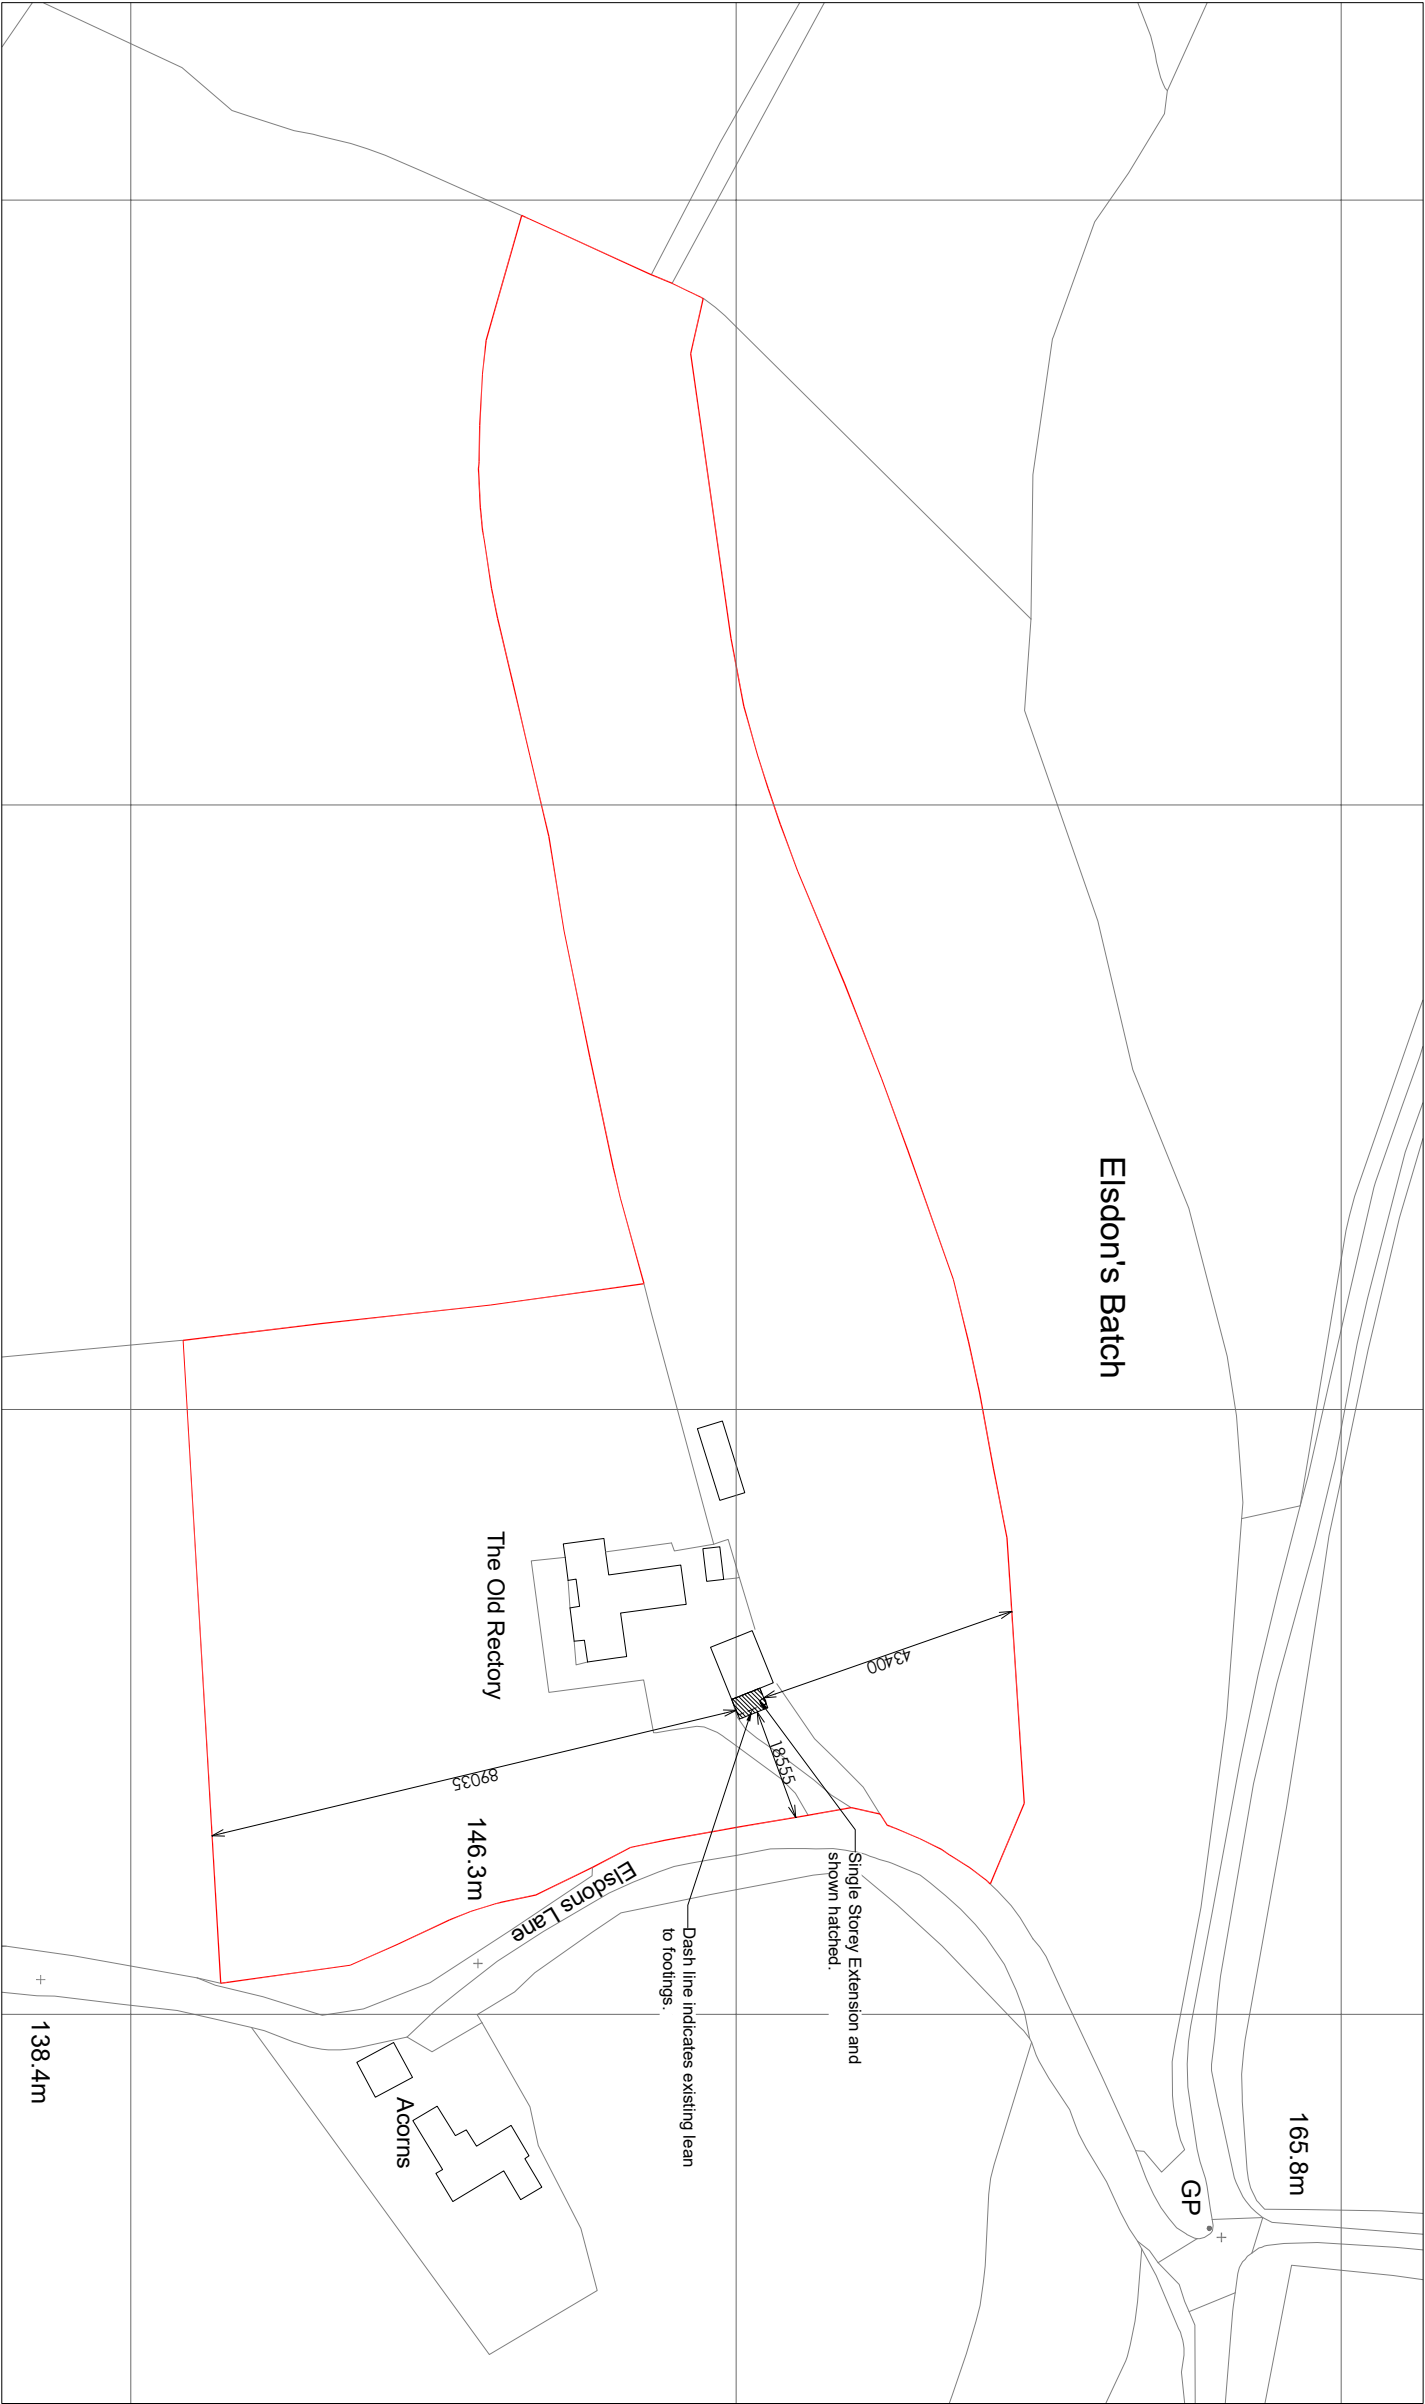 Elsdon's Batch
165.8m
GP
43400
18555
Single Storey Extension and
shown hatched.
Dash line indicates existing lean
to footings.
The Old Rectory
89035
146.3m
Elsdons Lane
Acorns
138.4m